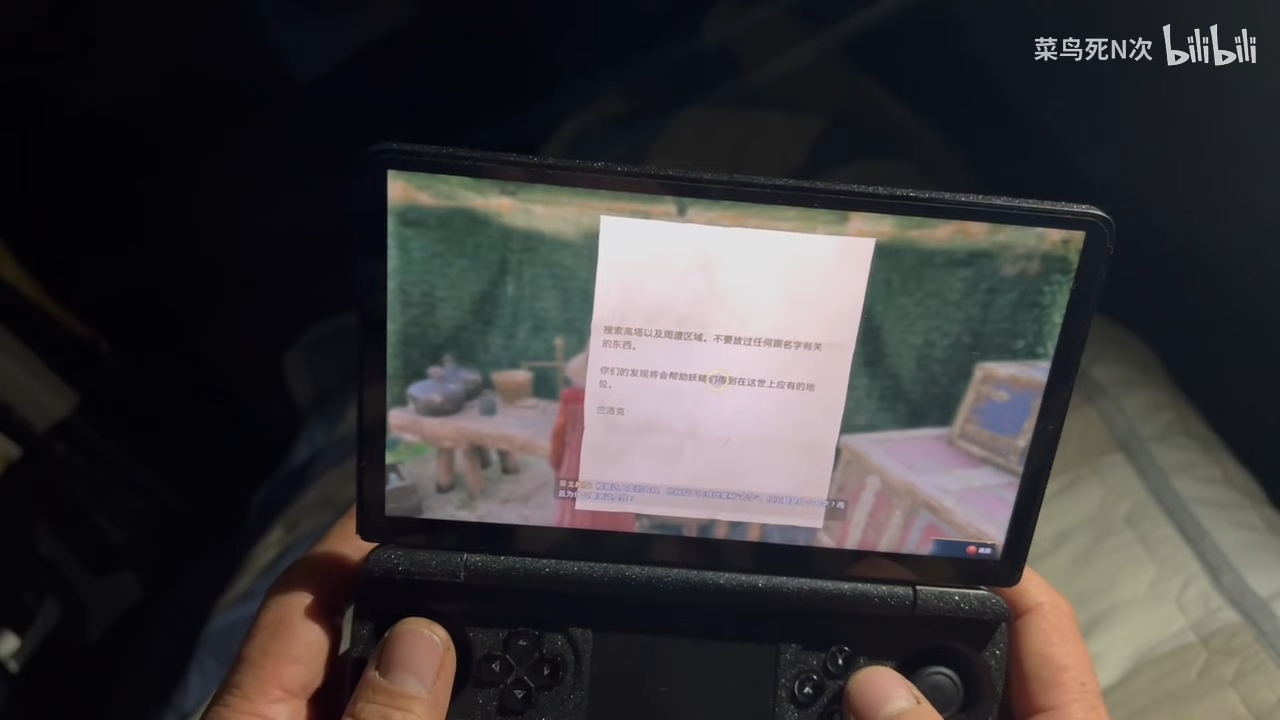 菜鸟死N次 bilibili
搜索高塔以及周遭区域。不要放过任何跟名字有关
的东西。
你们的发现将会帮助妖精们得到在这世上应有的地
位。
兰洛克